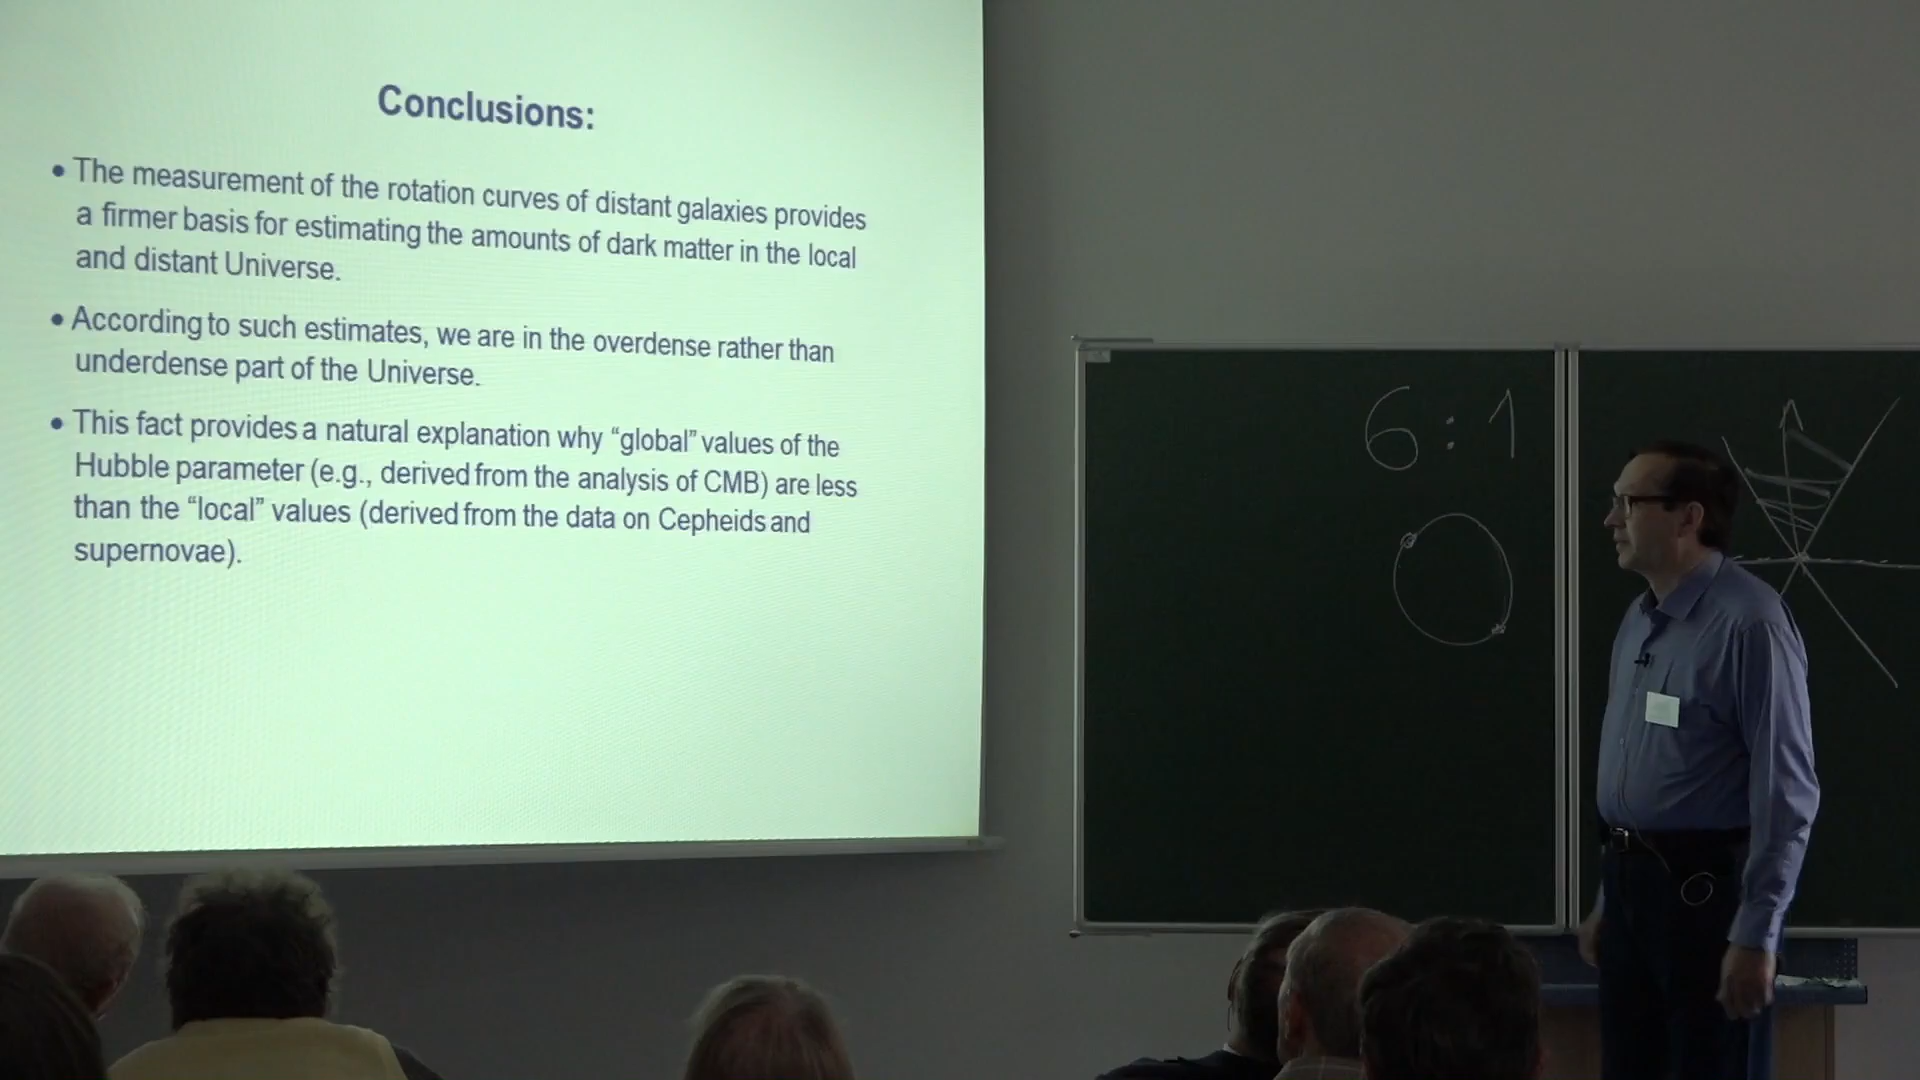 Conclusions:
• The measurement of the rotation curves of distant galaxies provides
a firmer basis for estimating the amounts of dark matter in the local
and distant Universe.
• According to such estimates, we are in the overdense rather than
underdense part of the Universe.
• This fact provides a natural explanation why “global” values of the
Hubble parameter (e.g., derived from the analysis of CMB) are less
than the “local” values (derived from the data on Cepheids and
supernovae).
6:1